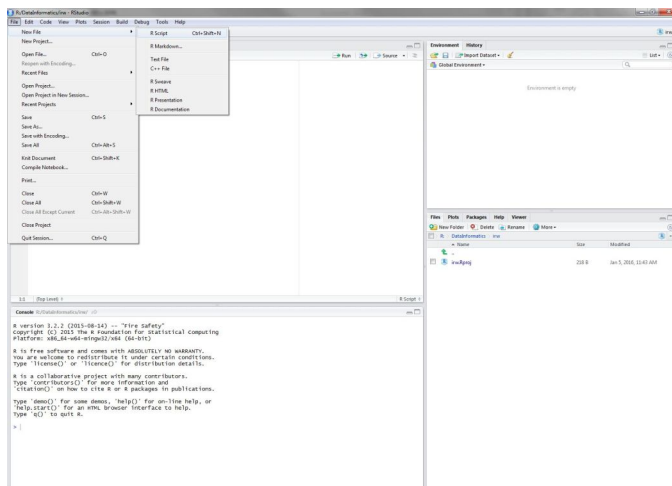 R:/DataInformatics/irw - RStudio
File Edit Code View Plots Session Build Debug Tools Help
New File
New Project...
Open File... Ctrl+O
Reopen with Encoding...
Recent Files
Open Project...
Open Project in New Session...
Recent Projects
Save Ctrl+S
Save As...
Save with Encoding...
Save All Ctrl+Alt+S
Knit Document Ctrl+Shift+K
Compile Notebook...
Print...
Close Ctrl+W
Close All Ctrl+Shift+W
Close All Except Current Ctrl+Alt+Shift+W
Close Project
Quit Session... Ctrl+Q
R Script Ctrl+Shift+N
R Markdown...
Text File
C++ File
R Sweave
R HTML
R Presentation
R Documentation
Run Source
1:1 (Top Level) R Script
Console R:/DataInformatics/irw/
R version 3.2.2 (2015-08-14) -- "Fire Safety"
Copyright (C) 2015 The R Foundation for Statistical Computing
Platform: x86_64-w64-mingw32/x64 (64-bit)
R is free software and comes with ABSOLUTELY NO WARRANTY.
You are welcome to redistribute it under certain conditions.
Type 'license()' or 'licence()' for distribution details.
R is a collaborative project with many contributors.
Type 'contributors()' for more information and
'citation()' on how to cite R or R packages in publications.
Type 'demo()' for some demos, 'help()' for on-line help, or
'help.start()' for an HTML browser interface to help.
Type 'q()' to quit R.
>
Environment History
Import Dataset List
Global Environment
Environment is empty
Files Plots Packages Help Viewer
New Folder Delete Rename More
R: DataInformatics irw
Name Size Modified
..
irw.Rproj 218 B Jan 5, 2016, 11:43 AM